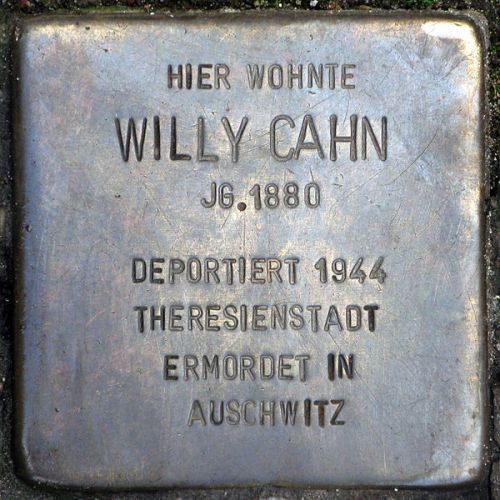 HIER WOHNTE
WILLY CAHN
JG. 1880
DEPORTIERT 1944
THERESIENSTADT
ERMORDET IN
AUSCHWITZ